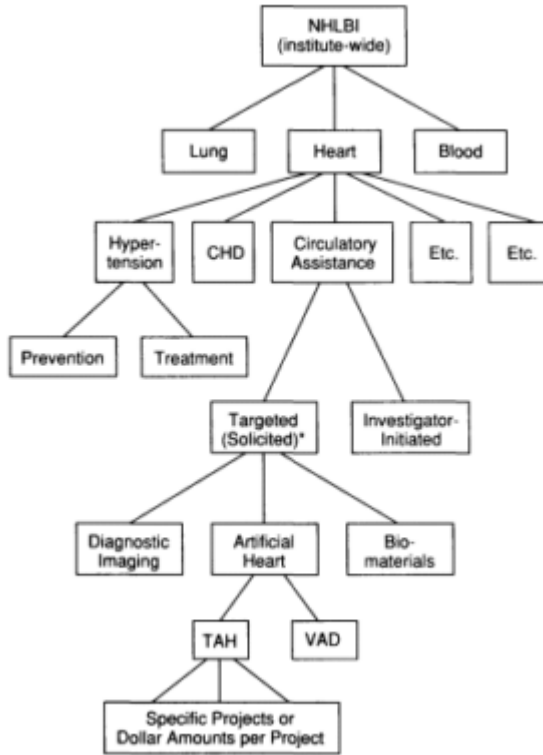 NHLBI
(institute-wide)
Lung
Heart
Blood
Hyper-
tension
CHD
Circulatory
Assistance
Etc.
Etc.
Prevention
Treatment
Targeted
(Solicited)*
Investigator-
Initiated
Diagnostic
Imaging
Artificial
Heart
Bio-
materials
TAH
VAD
Specific Projects or
Dollar Amounts per Project